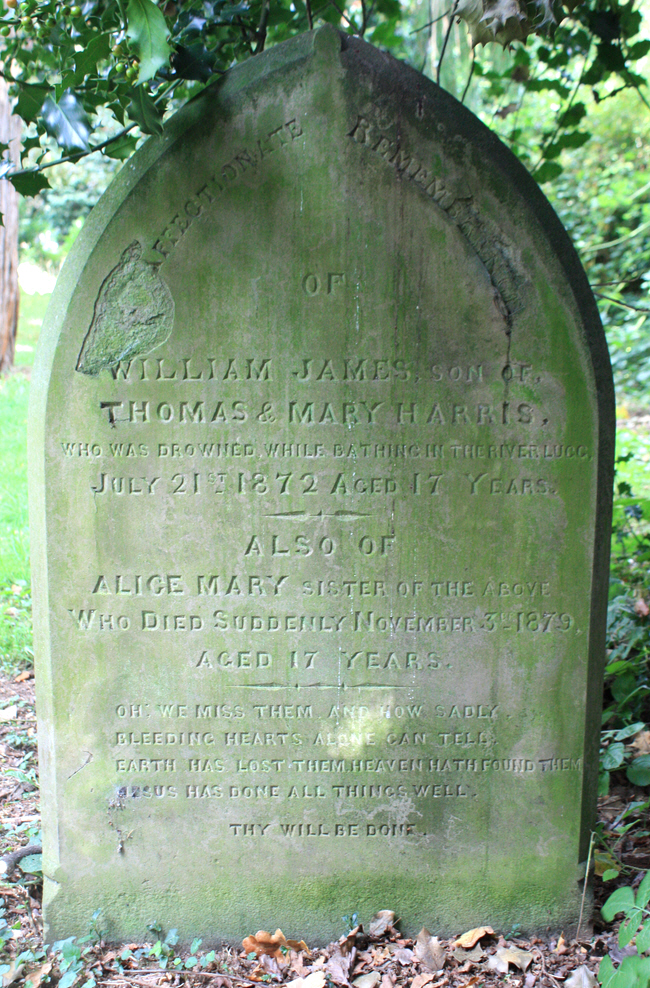 FFECTIONATE REMEMBRAN
OF
WILLIAM JAMES, SON OF,
THOMAS & MARY HARRIS,
WHO WAS DROWNED, WHILE BATHING IN THE RIVER LUGG,
JULY 21ST 1872 AGED 17 YEARS.
ALSO OF
ALICE MARY SISTER OF THE ABOVE
WHO DIED SUDDENLY NOVEMBER 3RD 1879,
AGED 17 YEARS.
OH! WE MISS THEM, AND HOW SADLY,
BLEEDING HEARTS ALONE CAN TELL;
EARTH HAS LOST THEM, HEAVEN HATH FOUND THEM
JESUS HAS DONE ALL THINGS WELL.
THY WILL BE DONE.